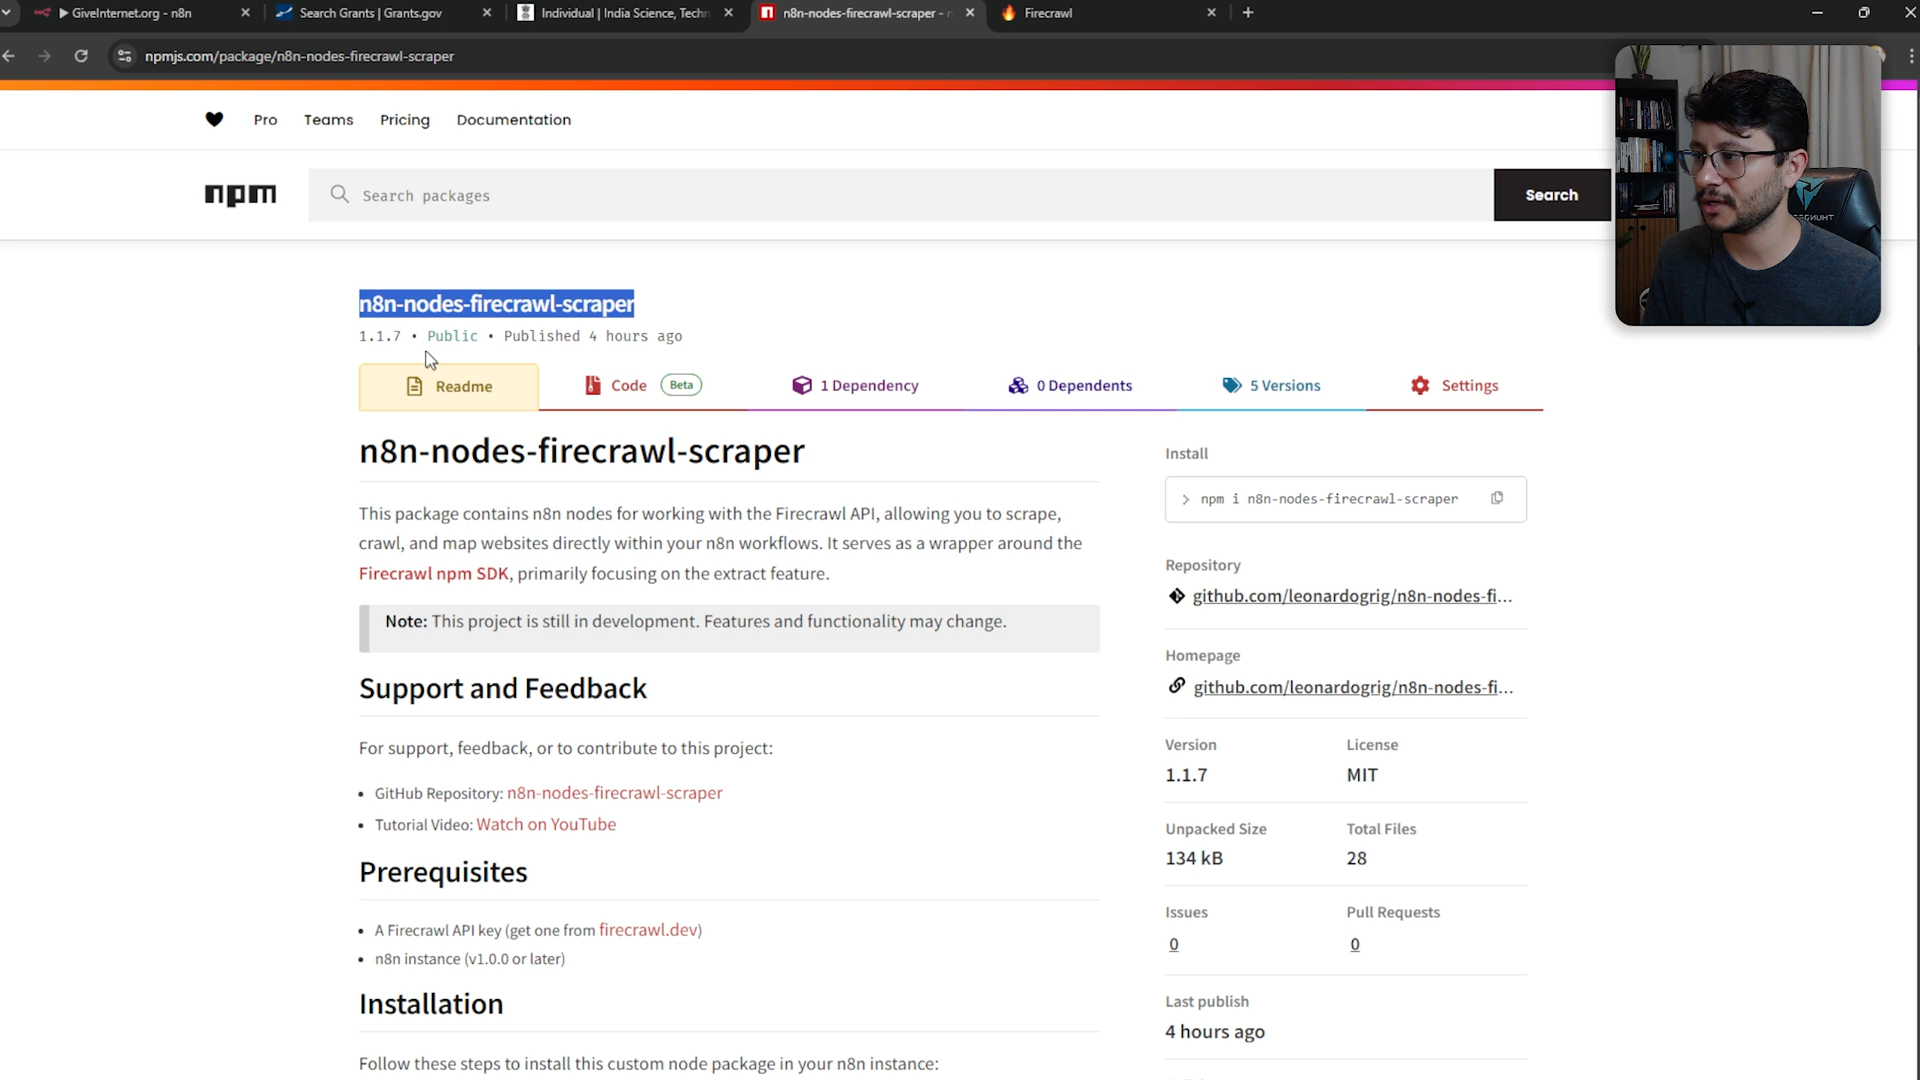 GiveInternet.org - n8n
Search Grants | Grants.gov
Individual | India Science, Techn
n8n-nodes-firecrawl-scraper -
Firecrawl
npmjs.com/package/n8n-nodes-firecrawl-scraper
Pro
Teams
Pricing
Documentation
npm
Search packages
Search
n8n-nodes-firecrawl-scraper
1.1.7 • Public • Published 4 hours ago
Readme
Code
Beta
1 Dependency
0 Dependents
5 Versions
Settings
n8n-nodes-firecrawl-scraper
This package contains n8n nodes for working with the Firecrawl API, allowing you to scrape,
crawl, and map websites directly within your n8n workflows. It serves as a wrapper around the
Firecrawl npm SDK, primarily focusing on the extract feature.
Note: This project is still in development. Features and functionality may change.
Support and Feedback
For support, feedback, or to contribute to this project:
• GitHub Repository: n8n-nodes-firecrawl-scraper
• Tutorial Video: Watch on YouTube
Prerequisites
• A Firecrawl API key (get one from firecrawl.dev)
• n8n instance (v1.0.0 or later)
Installation
Follow these steps to install this custom node package in your n8n instance:
Install
> npm i n8n-nodes-firecrawl-scraper
Repository
github.com/leonardogrig/n8n-nodes-fi...
Homepage
github.com/leonardogrig/n8n-nodes-fi...
Version
License
1.1.7
MIT
Unpacked Size
Total Files
134 kB
28
Issues
Pull Requests
0
0
Last publish
4 hours ago